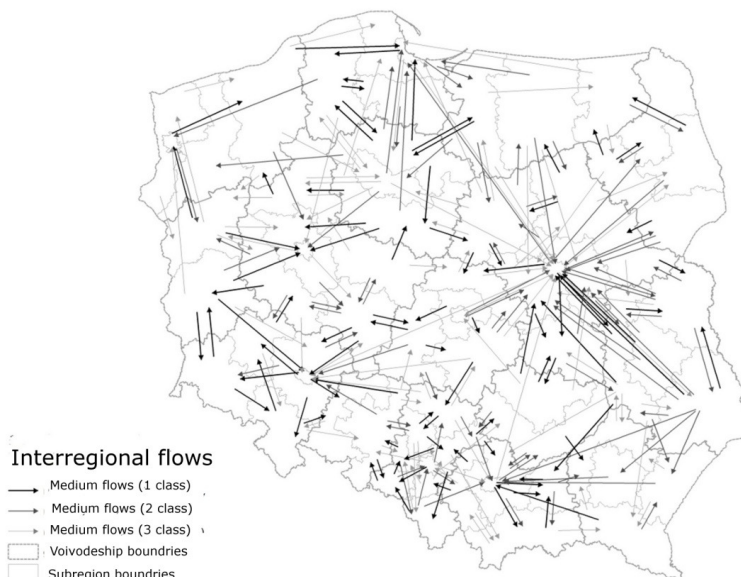 Interregional flows
Medium flows (1 class)
Medium flows (2 class)
Medium flows (3 class)
Voivodeship boundries
Subregion boundries